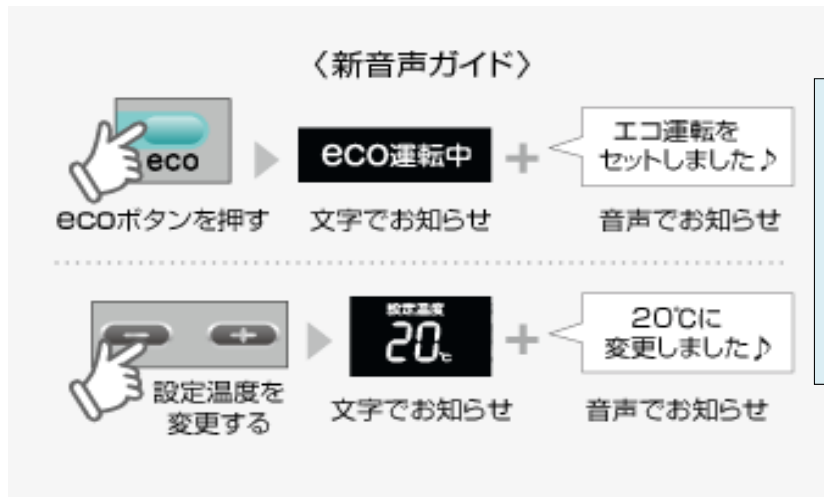 〈新音声ガイド〉
eco
eco運転中
+
エコ運転を
セットしました♪
ecoボタンを押す
文字でお知らせ
音声でお知らせ
−
+
設定温度
20℃
+
20℃に
変更しました♪
設定温度を
変更する
文字でお知らせ
音声でお知らせ